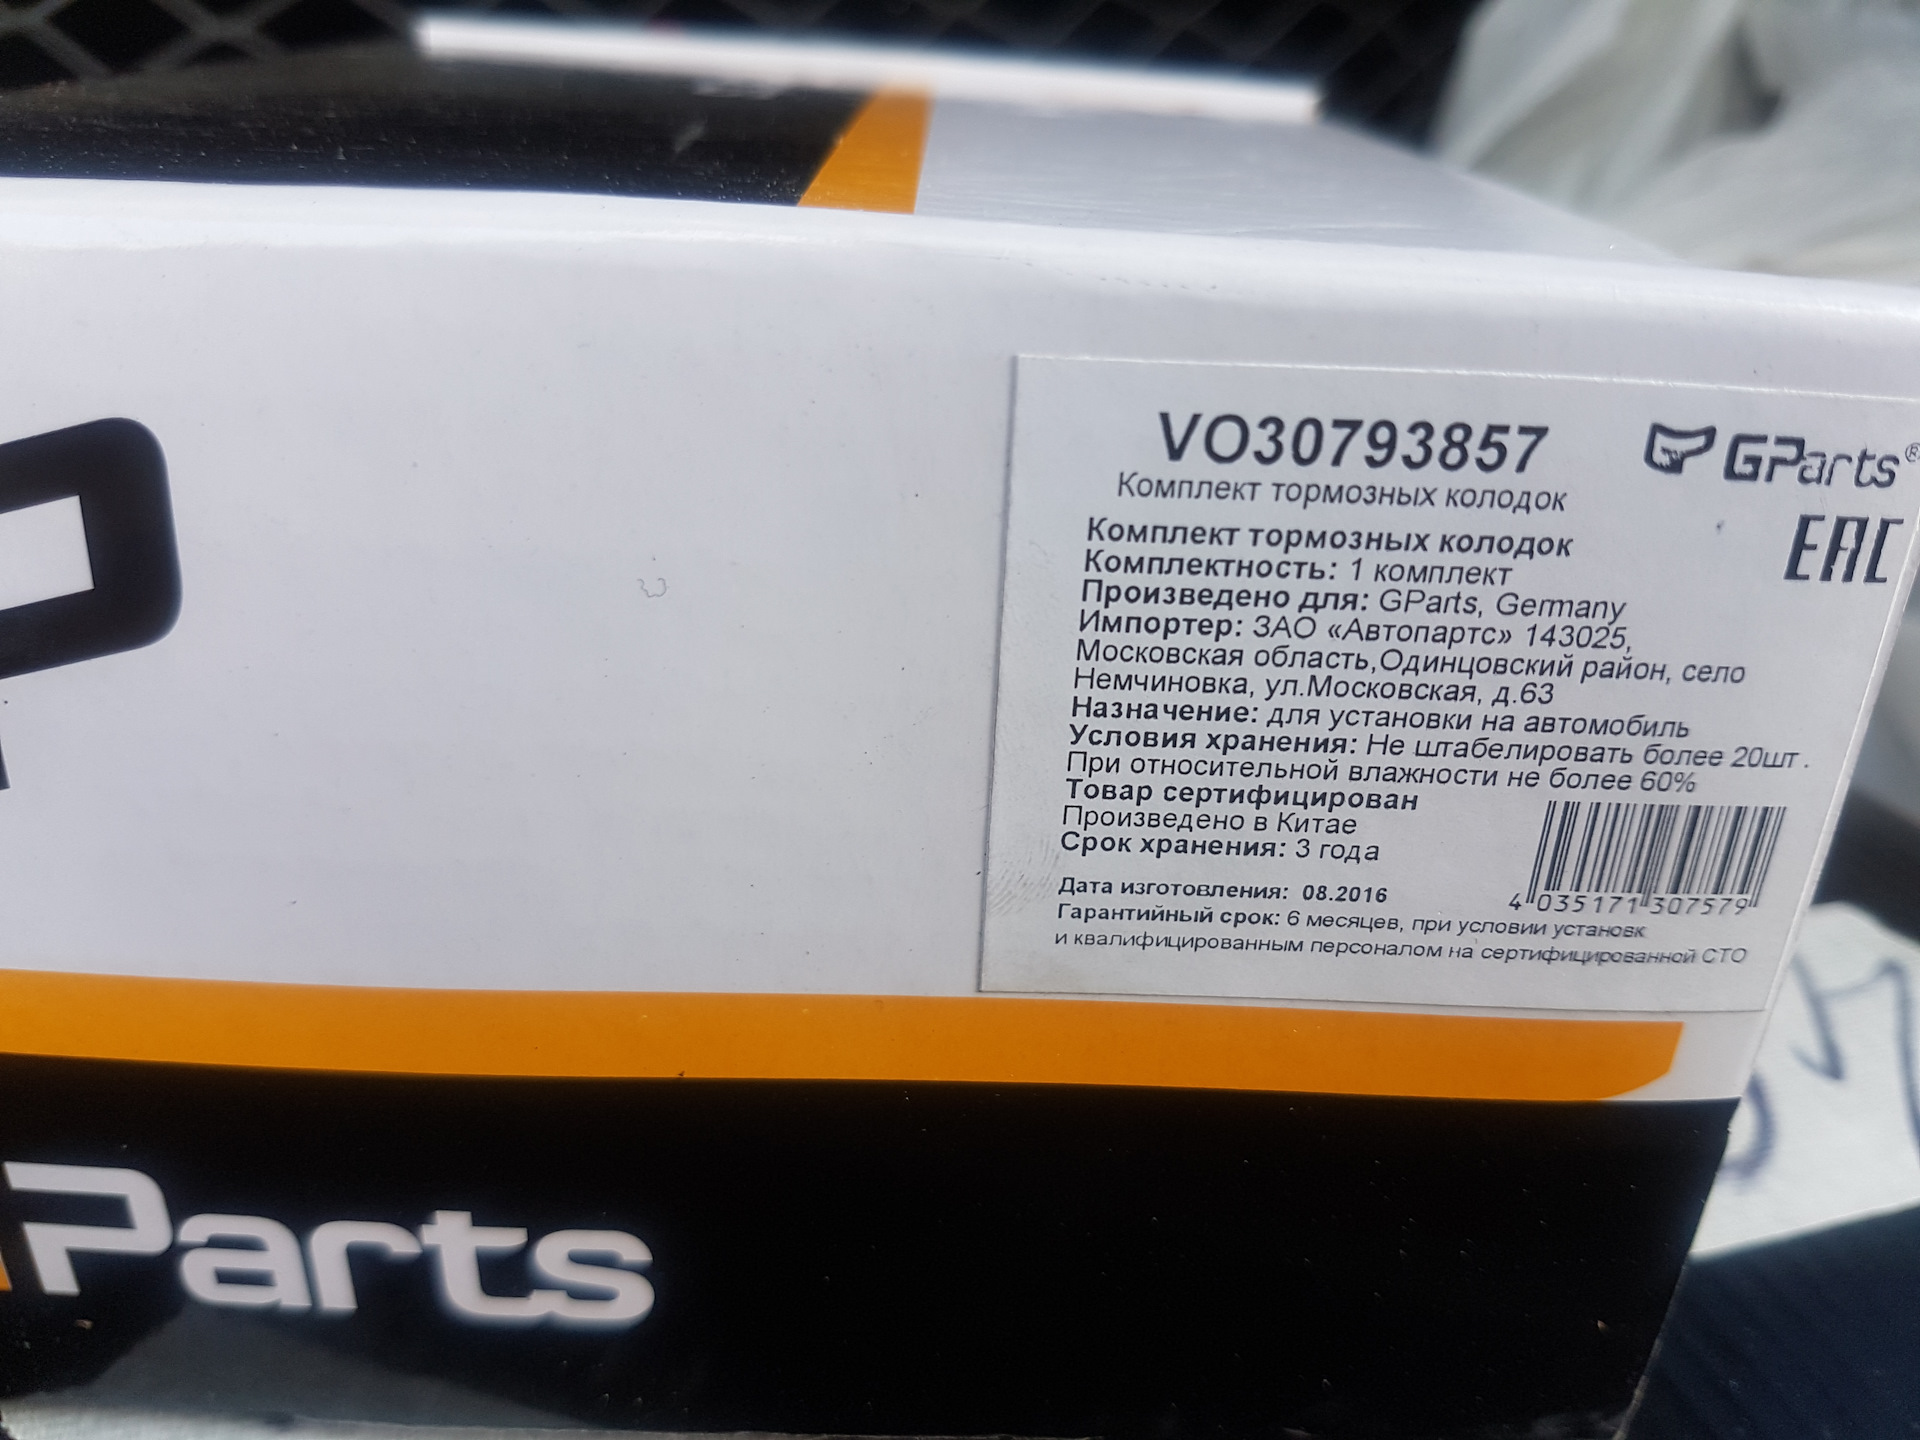 VO30793857
GParts®
Комплект тормозных колодок
EAC
Комплект тормозных колодок
Комплектность: 1 комплект
Произведено для: GParts, Germany
Импортер: ЗАО «Автопартс» 143025,
Московская область,Одинцовский район, село
Немчиновка, ул.Московская, д.63
Назначение: для установки на автомобиль
Условия хранения: Не штабелировать более 20шт.
При относительной влажности не более 60%
Товар сертифицирован
Произведено в Китае
Срок хранения: 3 года
Дата изготовления: 08.2016
4 035171 307579
Гарантийный срок: 6 месяцев, при условии установк
и квалифицированным персоналом на сертифицированной СТО
Parts